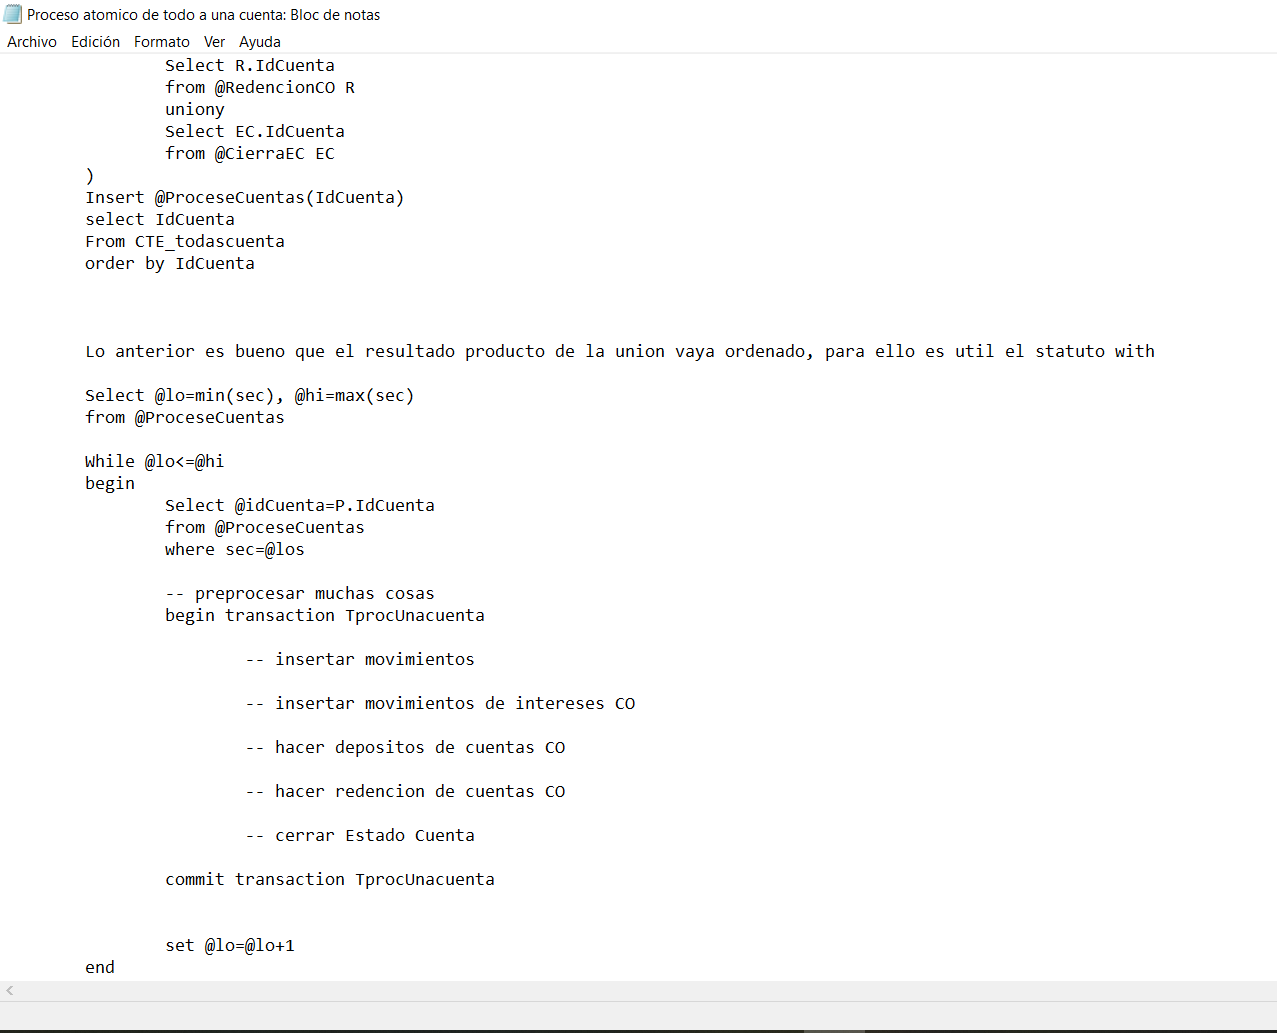 Proceso atomico de todo a una cuenta: Bloc de notas
Archivo Edición Formato Ver Ayuda
Select R.IdCuenta
from @RedencionCO R
uniony
Select EC.IdCuenta
from @CierraEC EC
)
Insert @ProceseCuentas(IdCuenta)
select IdCuenta
From CTE_todascuenta
order by IdCuenta
Lo anterior es bueno que el resultado producto de la union vaya ordenado, para ello es util el statuto with
Select @lo=min(sec), @hi=max(sec)
from @ProceseCuentas
While @lo<=@hi
begin
Select @idCuenta=P.IdCuenta
from @ProceseCuentas
where sec=@los
-- preprocesar muchas cosas
begin transaction TprocUnacuenta
-- insertar movimientos
-- insertar movimientos de intereses CO
-- hacer depositos de cuentas CO
-- hacer redencion de cuentas CO
-- cerrar Estado Cuenta
commit transaction TprocUnacuenta
set @lo=@lo+1
end